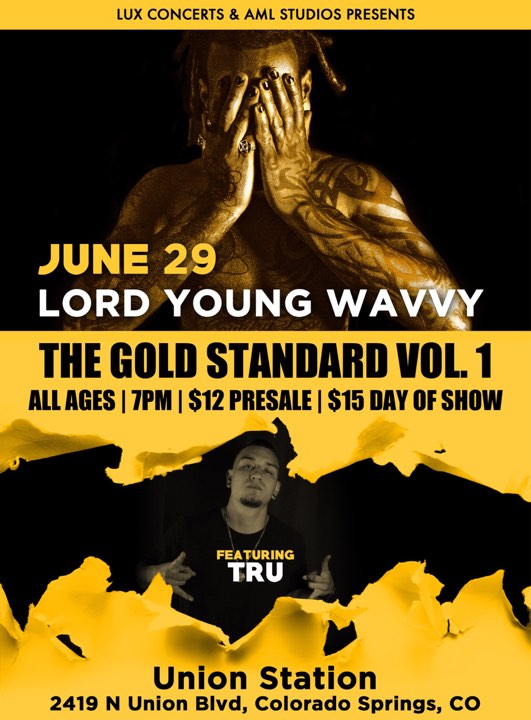 LUX CONCERTS & AML STUDIOS PRESENTS
JUNE 29
LORD YOUNG WAVVY
THE GOLD STANDARD VOL. 1
ALL AGES | 7PM | $12 PRESALE | $15 DAY OF SHOW
FEATURING
TRU
Union Station
2419 N Union Blvd, Colorado Springs, CO